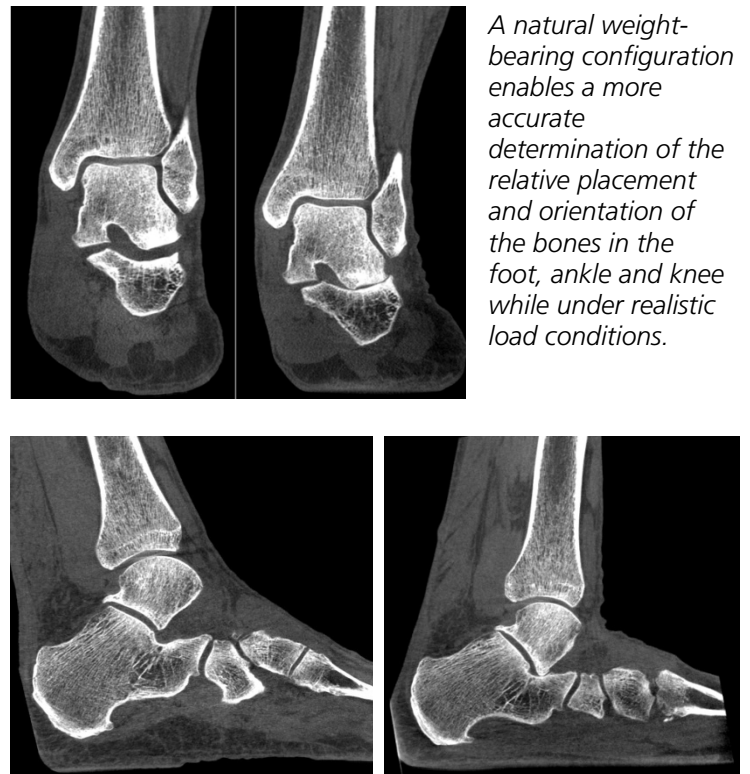 A natural weight-
bearing configuration
enables a more
accurate
determination of the
relative placement
and orientation of
the bones in the
foot, ankle and knee
while under realistic
load conditions.